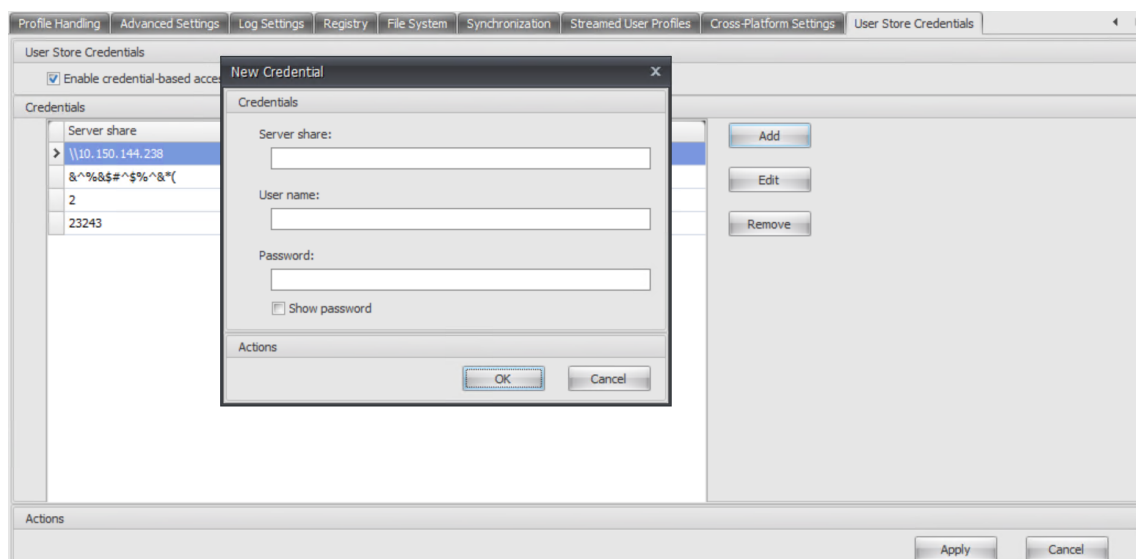 Profile Handling Advanced Settings Log Settings Registry File System Synchronization Streamed User Profiles Cross-Platform Settings User Store Credentials
User Store Credentials
Enable credential-based
New Credential x
Credentials
Credentials
Server share
Server share:
Add
\\10.150.144.238
&^%&$#^$%^&*(
Edit
User name:
2
23243
Remove
Password:
Show password
Actions
OK Cancel
Actions
Apply Cancel